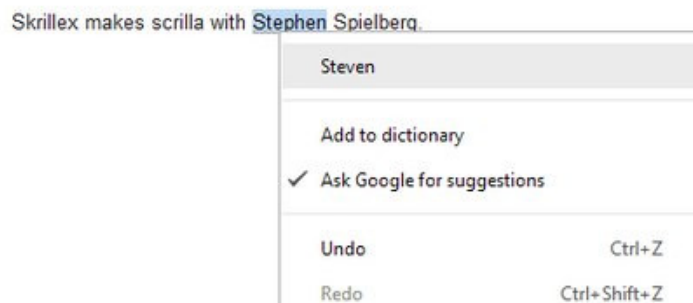 Skrillex makes scrilla with Stephen Spielberg.
Steven
Add to dictionary
Ask Google for suggestions
Undo Ctrl+Z
Redo Ctrl+Shift+Z